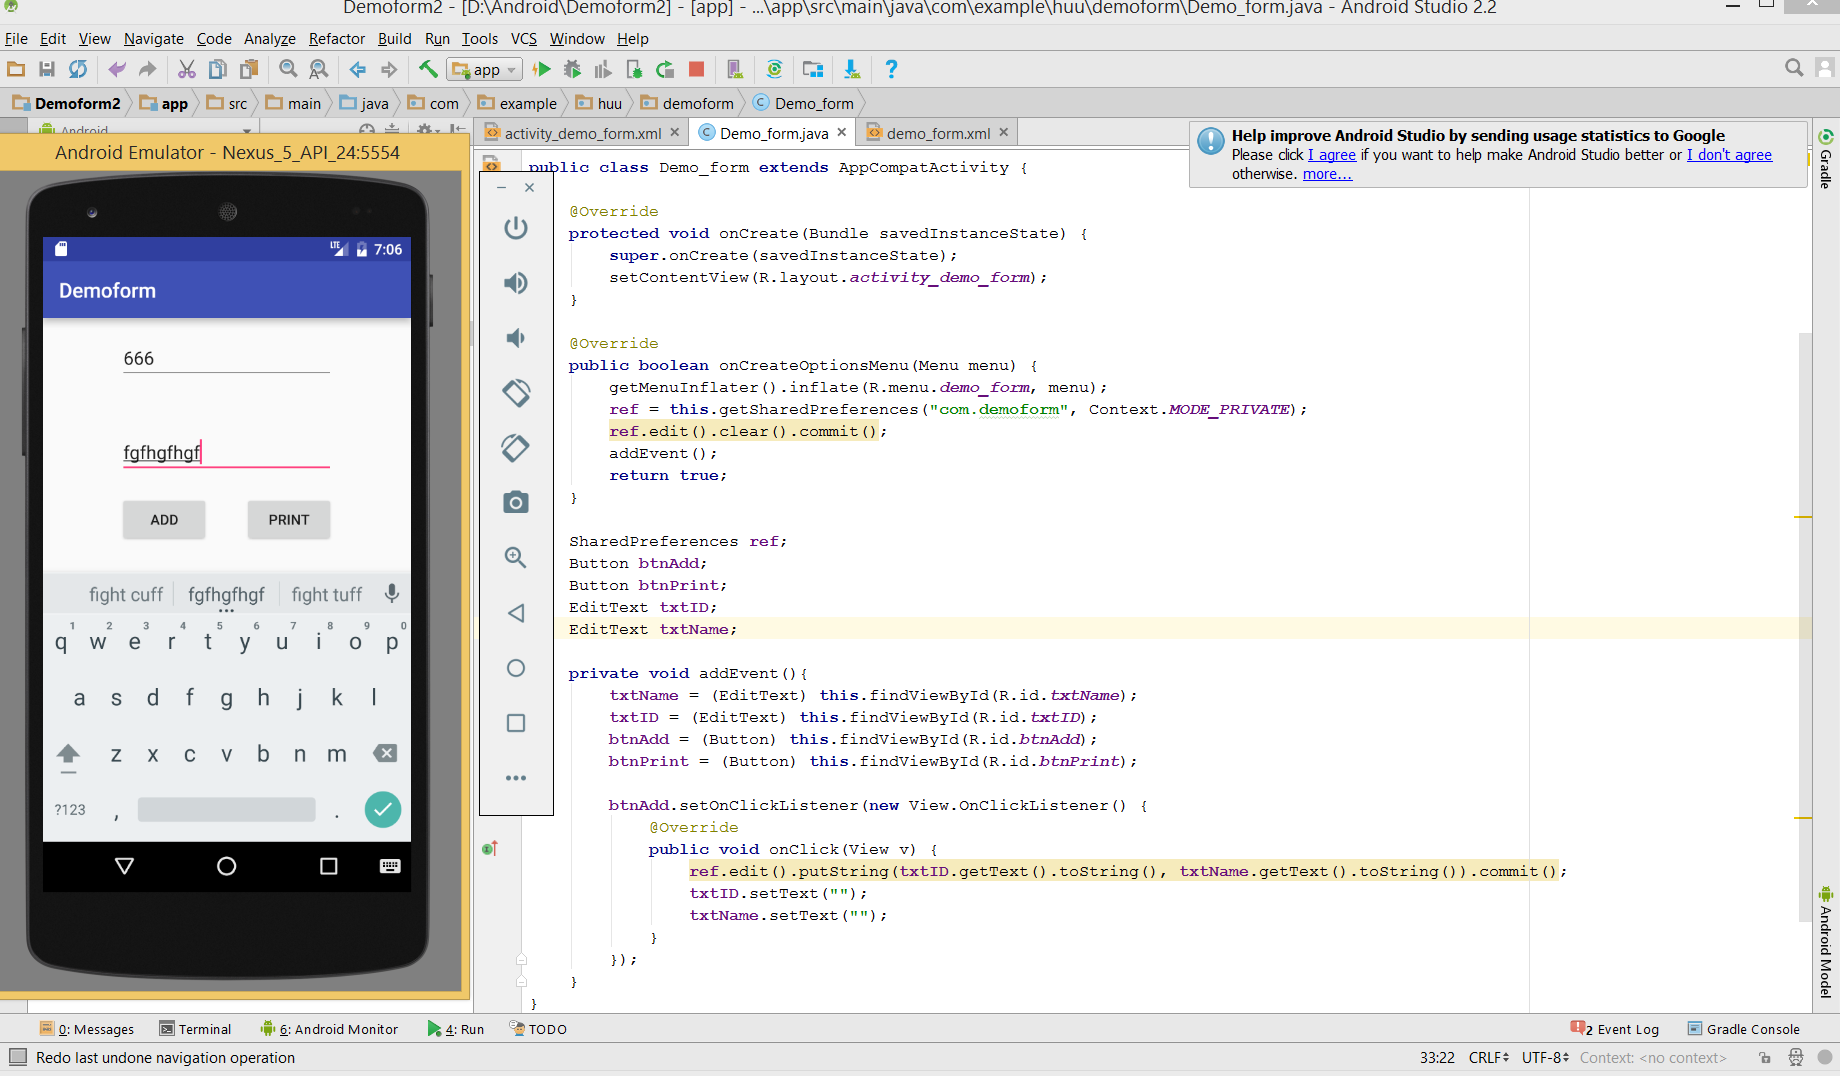 Demoform2 - [D:\Android\Demoform2] - [app] - ...\app\src\main\java\com\example\huu\demoform\Demo_form.java - Android Studio 2.2
File Edit View Navigate Code Analyze Refactor Build Run Tools VCS Window Help
app
Demoform2 app src main java com example huu demoform Demo_form
Android
activity_demo_form.xml Demo_form.java demo_form.xml
Android Emulator - Nexus_5_API_24:5554
LTE 7:06
Demoform
666
fgfhgfhgf
ADD PRINT
fight cuff fgfhgfhgf fight tuff
1 2 3 4 5 6 7 8 9 0
q w e r t y u i o p
a s d f g h j k l
z x c v b n m
?123 , .
public class Demo_form extends AppCompatActivity {
@Override
protected void onCreate(Bundle savedInstanceState) {
super.onCreate(savedInstanceState);
setContentView(R.layout.activity_demo_form);
}
@Override
public boolean onCreateOptionsMenu(Menu menu) {
getMenuInflater().inflate(R.menu.demo_form, menu);
ref = this.getSharedPreferences("com.demoform", Context.MODE_PRIVATE);
ref.edit().clear().commit();
addEvent();
return true;
}
SharedPreferences ref;
Button btnAdd;
Button btnPrint;
EditText txtID;
EditText txtName;
private void addEvent(){
txtName = (EditText) this.findViewById(R.id.txtName);
txtID = (EditText) this.findViewById(R.id.txtID);
btnAdd = (Button) this.findViewById(R.id.btnAdd);
btnPrint = (Button) this.findViewById(R.id.btnPrint);
btnAdd.setOnClickListener(new View.OnClickListener() {
@Override
public void onClick(View v) {
ref.edit().putString(txtID.getText().toString(), txtName.getText().toString()).commit();
txtID.setText("");
txtName.setText("");
}
});
}
}
Help improve Android Studio by sending usage statistics to Google
Please click I agree if you want to help make Android Studio better or I don't agree
otherwise. more...
Gradle
Android Model
0: Messages Terminal 6: Android Monitor 4: Run TODO 2 Event Log Gradle Console
Redo last undone navigation operation 33:22 CRLF UTF-8 Context: <no context>